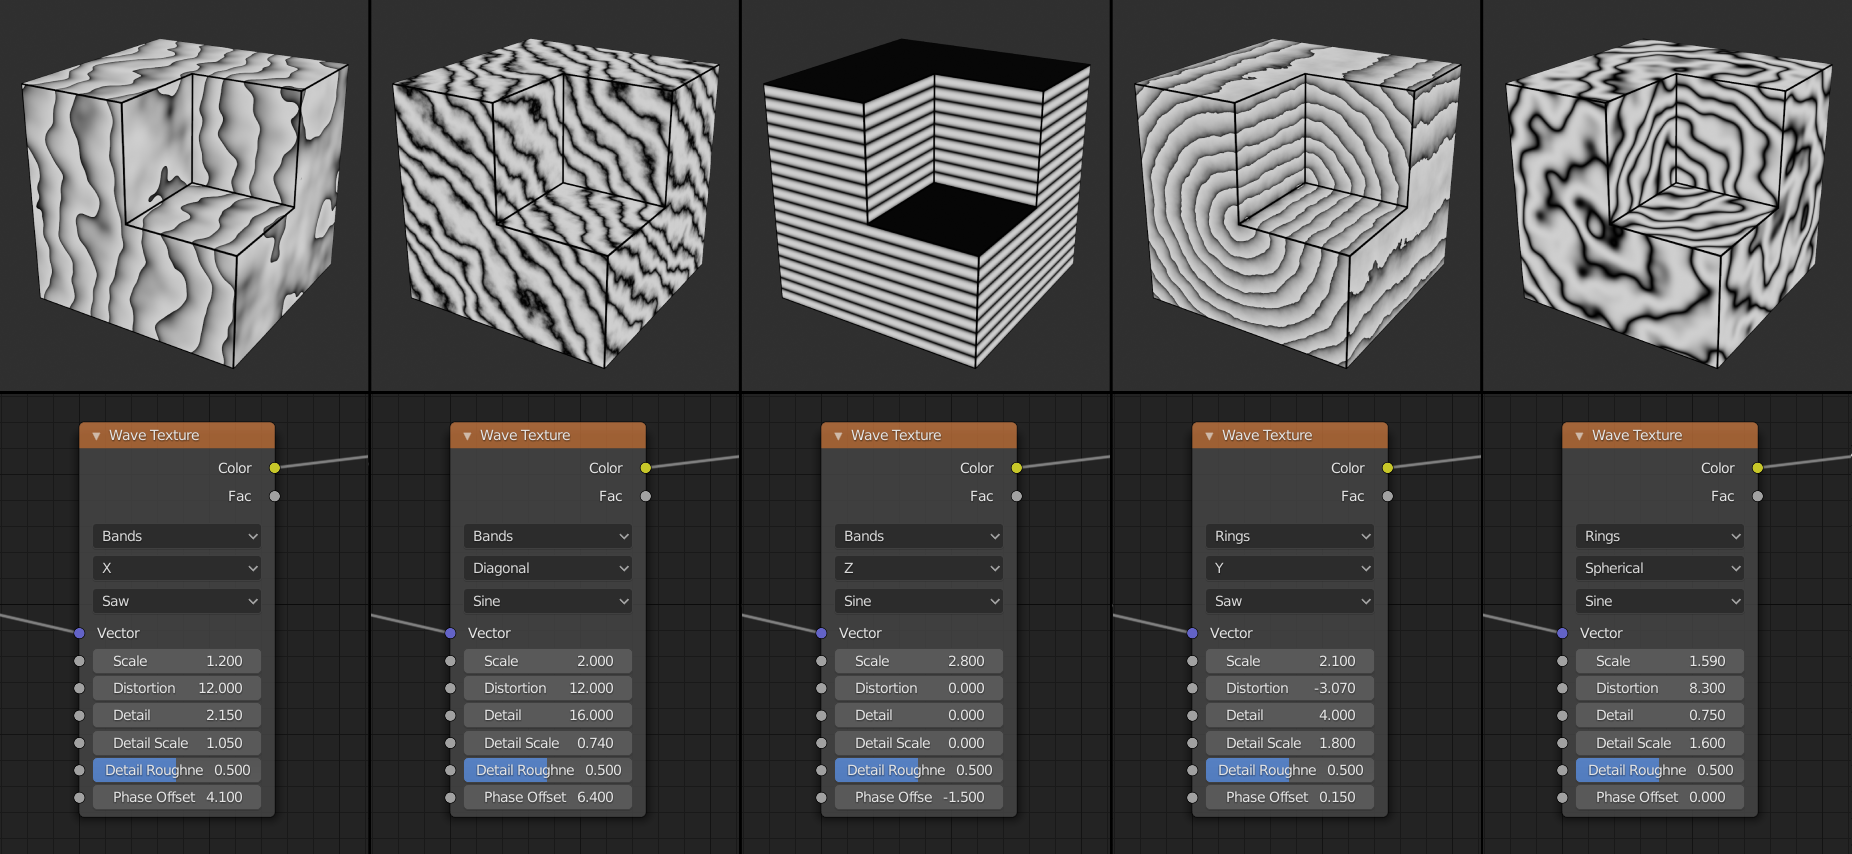 Wave Texture
Color
Fac
Bands
X
Saw
Vector
Scale 1.200
Distortion 12.000
Detail 2.150
Detail Scale 1.050
Detail Roughne 0.500
Phase Offset 4.100
Wave Texture
Color
Fac
Bands
Diagonal
Sine
Vector
Scale 2.000
Distortion 12.000
Detail 16.000
Detail Scale 0.740
Detail Roughne 0.500
Phase Offset 6.400
Wave Texture
Color
Fac
Bands
Z
Sine
Vector
Scale 2.800
Distortion 0.000
Detail 0.000
Detail Scale 0.000
Detail Roughne 0.500
Phase Offse -1.500
Wave Texture
Color
Fac
Rings
Y
Saw
Vector
Scale 2.100
Distortion -3.070
Detail 4.000
Detail Scale 1.800
Detail Roughne 0.500
Phase Offset 0.150
Wave Texture
Color
Fac
Rings
Spherical
Sine
Vector
Scale 1.590
Distortion 8.300
Detail 0.750
Detail Scale 1.600
Detail Roughne 0.500
Phase Offset 0.000